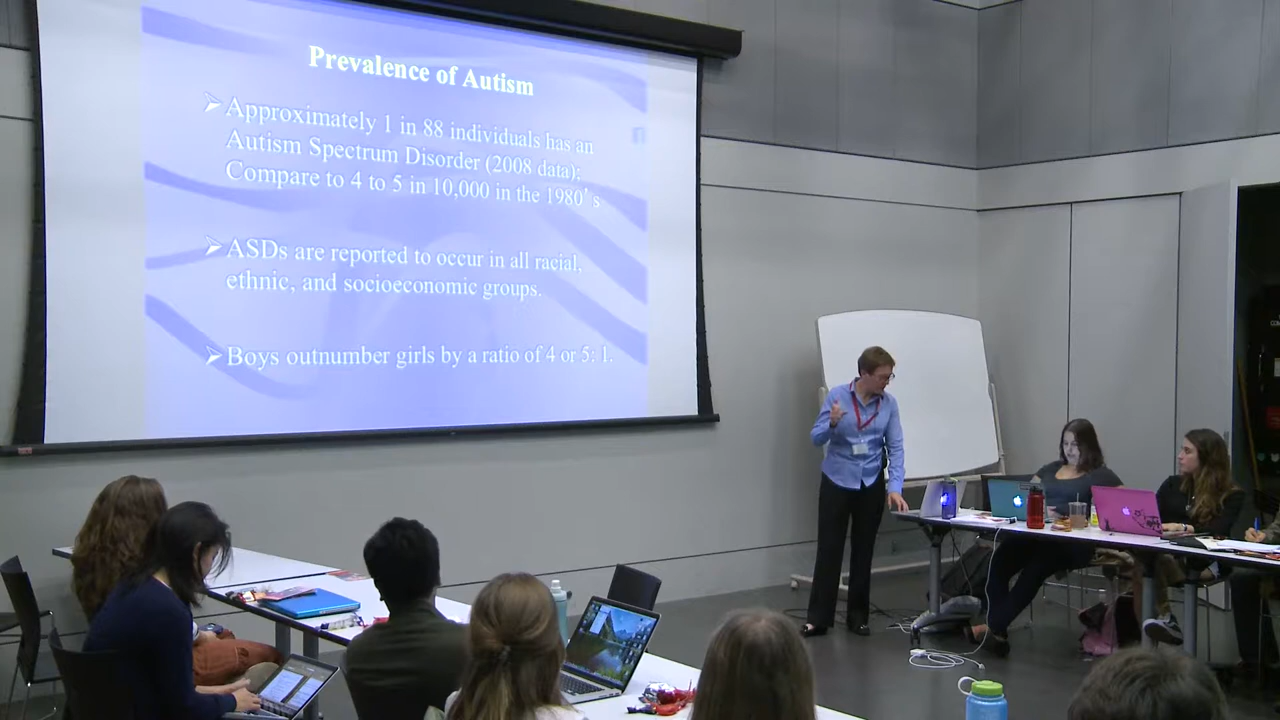 Prevalence of Autism
➢Approximately 1 in 88 individuals has an
Autism Spectrum Disorder (2008 data);
Compare to 4 to 5 in 10,000 in the 1980's
➢ASDs are reported to occur in all racial,
ethnic, and socioeconomic groups.
➢Boys outnumber girls by a ratio of 4 or 5: 1.